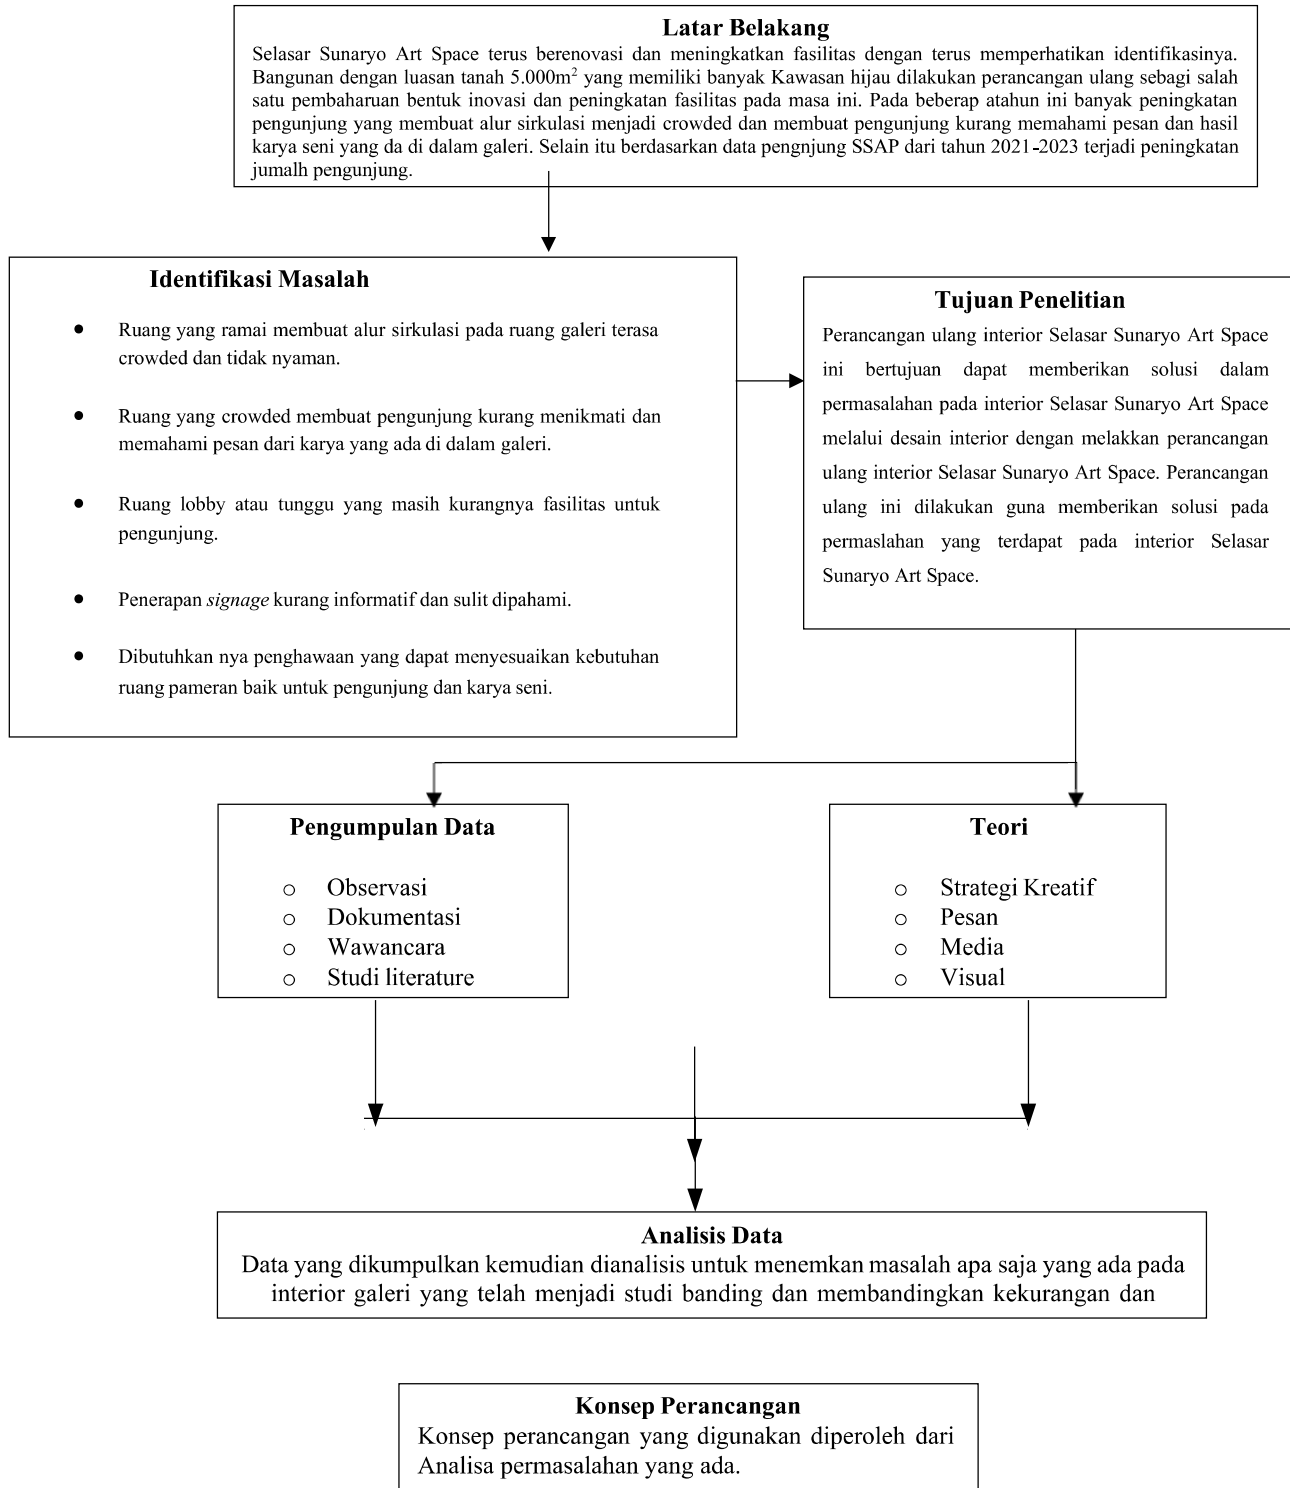 Latar Belakang
Selasar Sunaryo Art Space terus berenovasi dan meningkatkan fasilitas dengan terus memperhatikan identifikasinya.
Bangunan dengan luasan tanah 5.000m² yang memiliki banyak Kawasan hijau dilakukan perancangan ulang sebagi salah
satu pembaharuan bentuk inovasi dan peningkatan fasilitas pada masa ini. Pada beberap atahun ini banyak peningkatan
pengunjung yang membuat alur sirkulasi menjadi crowded dan membuat pengunjung kurang memahami pesan dan hasil
karya seni yang da di dalam galeri. Selain itu berdasarkan data pengnjung SSAP dari tahun 2021-2023 terjadi peningkatan
jumalh pengunjung.
Identifikasi Masalah
● Ruang yang ramai membuat alur sirkulasi pada ruang galeri terasa
crowded dan tidak nyaman.
● Ruang yang crowded membuat pengunjung kurang menikmati dan
memahami pesan dari karya yang ada di dalam galeri.
● Ruang lobby atau tunggu yang masih kurangnya fasilitas untuk
pengunjung.
● Penerapan signage kurang informatif dan sulit dipahami.
● Dibutuhkan nya penghawaan yang dapat menyesuaikan kebutuhan
ruang pameran baik untuk pengunjung dan karya seni.
Tujuan Penelitian
Perancangan ulang interior Selasar Sunaryo Art Space
ini bertujuan dapat memberikan solusi dalam
permasalahan pada interior Selasar Sunaryo Art Space
melalui desain interior dengan melakkan perancangan
ulang interior Selasar Sunaryo Art Space. Perancangan
ulang ini dilakukan guna memberikan solusi pada
permaslahan yang terdapat pada interior Selasar
Sunaryo Art Space.
Pengumpulan Data
○ Observasi
○ Dokumentasi
○ Wawancara
○ Studi literature
Teori
○ Strategi Kreatif
○ Pesan
○ Media
○ Visual
Analisis Data
Data yang dikumpulkan kemudian dianalisis untuk menemkan masalah apa saja yang ada pada
interior galeri yang telah menjadi studi banding dan membandingkan kekurangan dan
Konsep Perancangan
Konsep perancangan yang digunakan diperoleh dari
Analisa permasalahan yang ada.